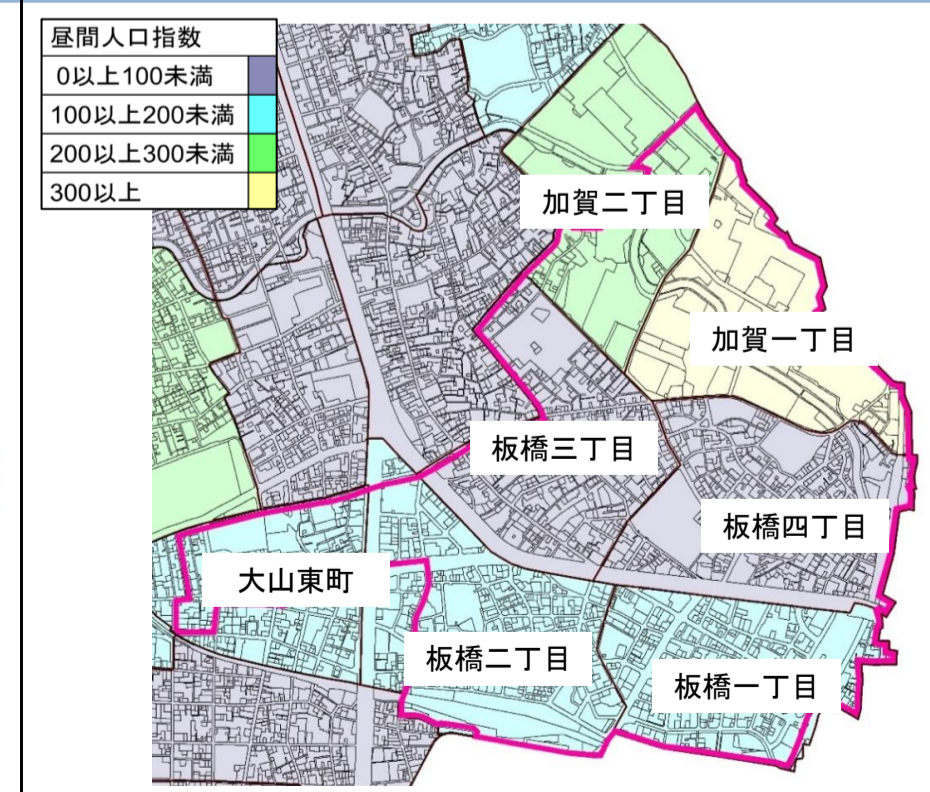 昼間人口指数
0以上100未満
100以上200未満
200以上300未満
300以上
加賀二丁目
加賀一丁目
板橋三丁目
板橋四丁目
大山東町
板橋二丁目
板橋一丁目